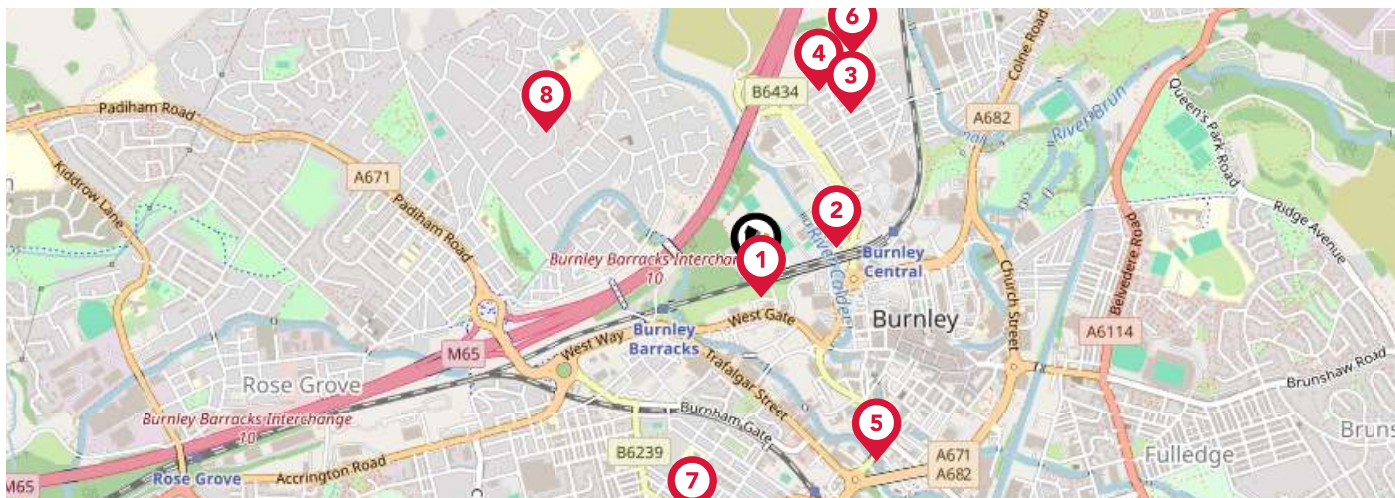 6
4
3
8
B6434
Colne Road
A682
River Brun
Queen's Park Road
Padiham Road
Kiddrow Lane
A671
Padiham Road
2
River Calder
Ridge Avenue
Belvedere Road
Burnley Barracks Interchange
10
1
Burnley
Central
Church Street
West Gate
Burnley
A6114
Burnley
Barracks
West Way
M65
Trafalgar Street
Brunshaw Road
Rose Grove
Burnley Barracks Interchange
10
Burnham Gate
5
Fulledge
B6239
A671
A682
Accrington Road
Rose Grove
7
M65